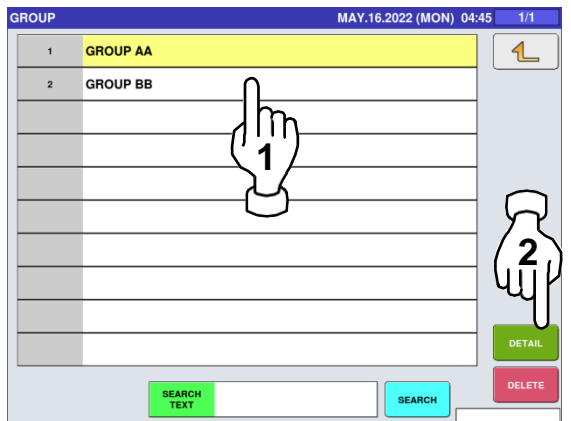 GROUP MAY.16.2022 (MON) 04:45 1/1
1 GROUP AA
2 GROUP BB
1
2
DETAIL
DELETE
SEARCH
TEXT
SEARCH